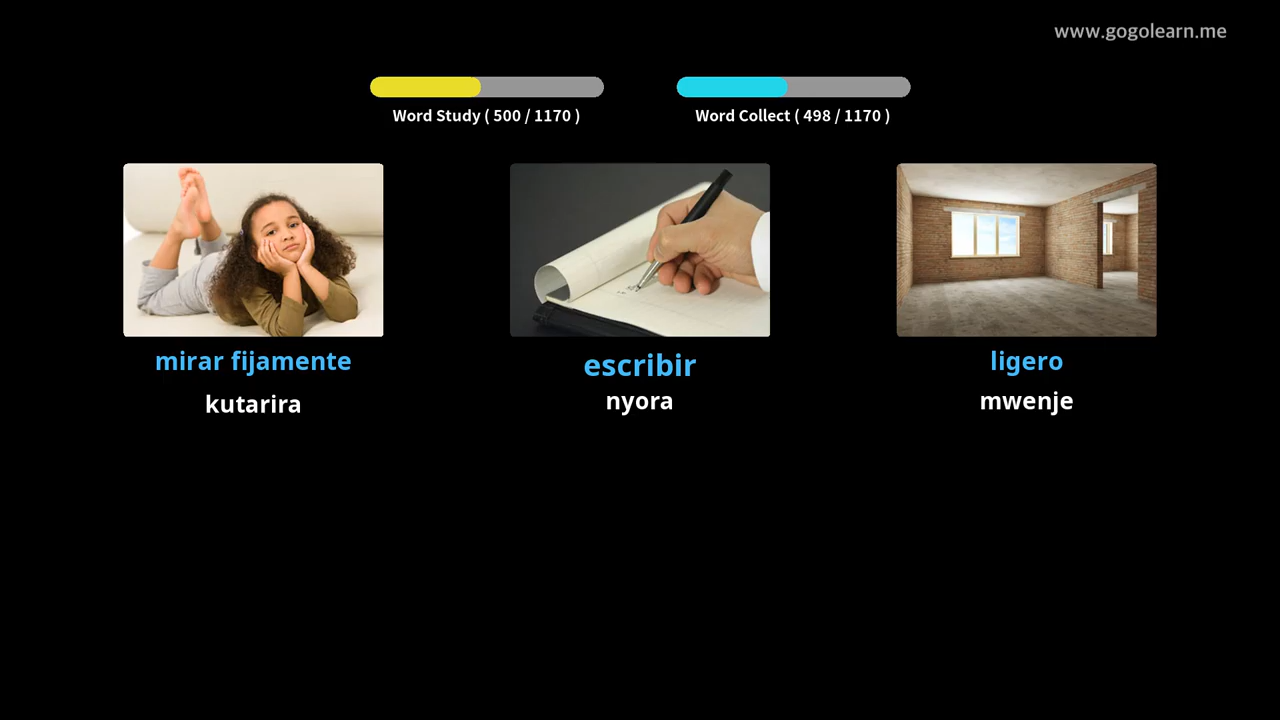 www.gogolearn.me
Word Study ( 500 / 1170 )
Word Collect ( 498 / 1170 )
mirar fijamente
kutarira
escribir
nyora
ligero
mwenje